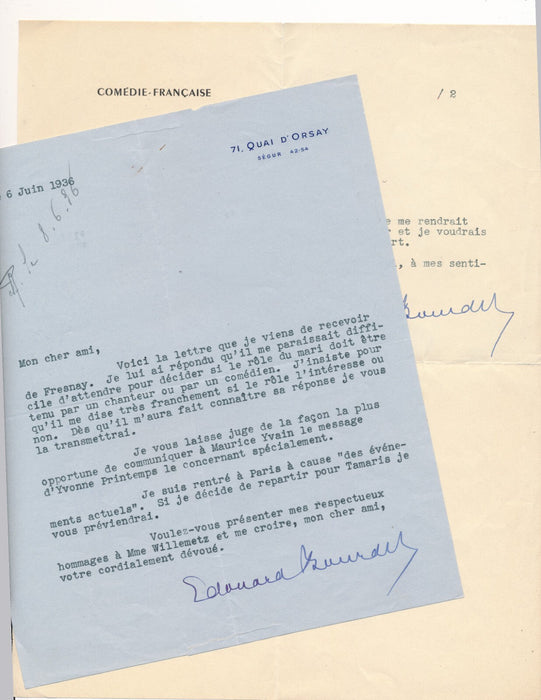 COMÉDIE-FRANÇAISE
/ 2
e me rendrait
r et je voudrais
rt.
, à mes senti-
Bourdet
71, QUAI D'ORSAY
SÉGUR 42-54
6 Juin 1936
8.6.36
Mon cher ami,
Voici la lettre que je viens de recevoir
de Fresnay. Je lui ai répondu qu'il me paraissait diffi-
cile d'attendre pour décider si le rôle du mari doit être
tenu par un chanteur ou par un comédien. J'insiste pour
qu'il me dise très franchement si le rôle l'intéresse ou
non. Dès qu'il m'aura fait connaître sa réponse je vous
la transmettrai.
Je vous laisse juge de la façon la plus
opportune de communiquer à Maurice Yvain le message
d'Yvonne Printemps le concernant spécialement.
Je suis rentré à Paris à cause "des événe-
ments actuels". Si je décide de repartir pour Tamaris je
vous préviendrai.
Voulez-vous présenter mes respectueux
hommages à Mme Willemetz et me croire, mon cher ami,
votre cordialement dévoué.
Edouard Bourdet